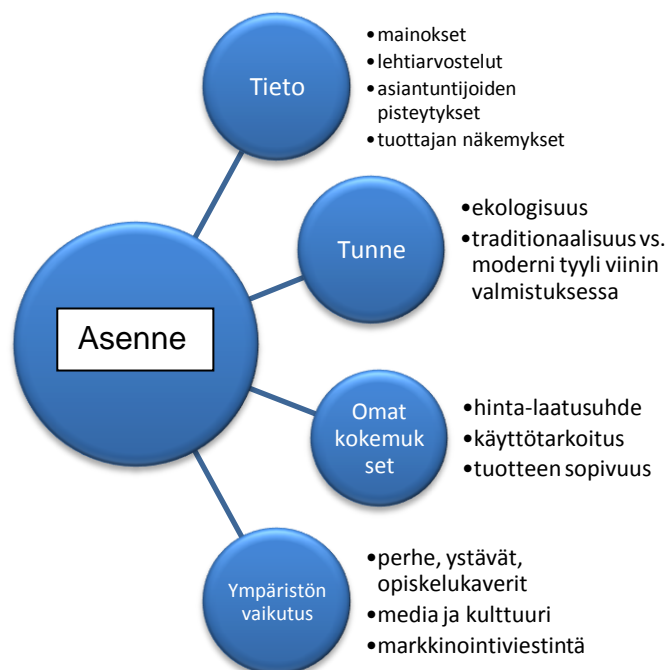 Tieto
•mainokset
•lehtiarvostelut
•asiantuntijoiden
pisteytykset
•tuottajan näkemykset
Tunne
•ekologisuus
•traditionaalisuus vs.
moderni tyyli viinin
valmistuksessa
Asenne
Omat
kokemuk
set
•hinta-laatusuhde
•käyttötarkoitus
•tuotteen sopivuus
Ympäristön
vaikutus
•perhe, ystävät,
opiskelukaverit
•media ja kulttuuri
•markkinointiviestintä